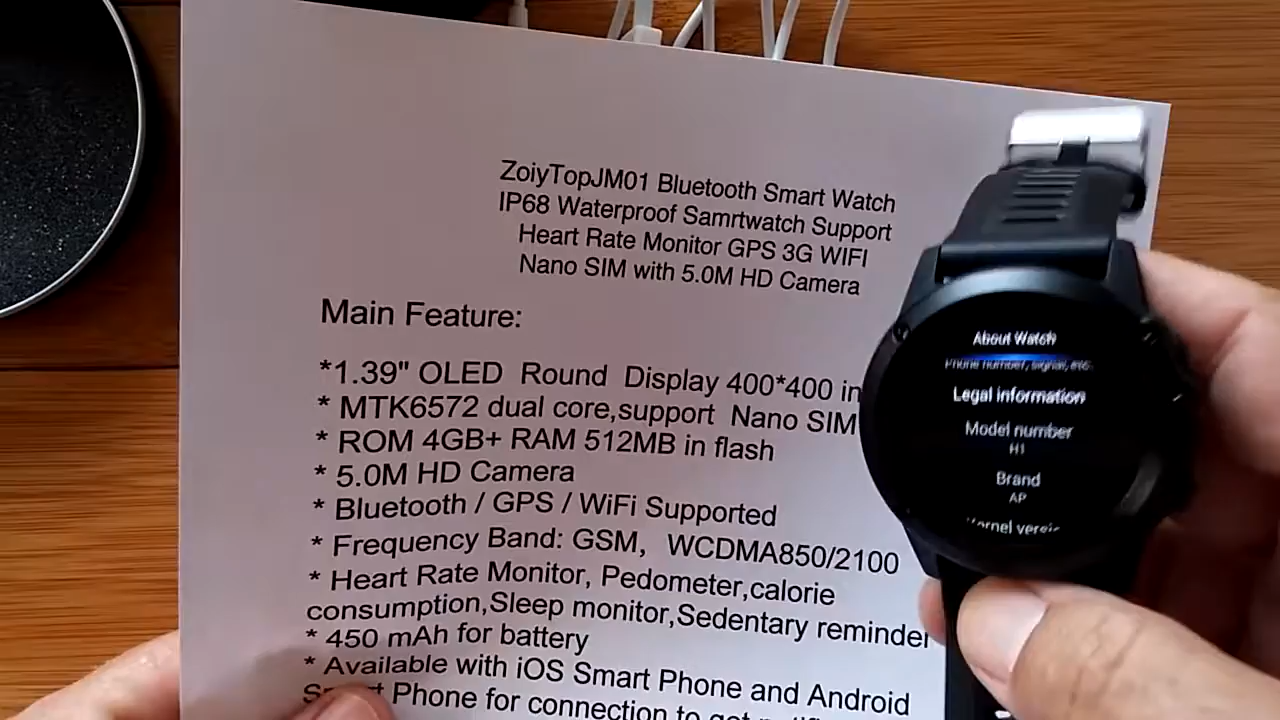 ZoiyTopJM01 Bluetooth Smart Watch
IP68 Waterproof Samrtwatch Support
Heart Rate Monitor GPS 3G WIFI
Nano SIM with 5.0M HD Camera
Main Feature:
*1.39" OLED Round Display 400*400 in
* MTK6572 dual core,support Nano SIM
* ROM 4GB+ RAM 512MB in flash
* 5.0M HD Camera
* Bluetooth / GPS / WiFi Supported
* Frequency Band: GSM, WCDMA850/2100
* Heart Rate Monitor, Pedometer,calorie
consumption,Sleep monitor,Sedentary reminder
* 450 mAh for battery
* Available with iOS Smart Phone and Android
Phone for connection to get
About Watch
Phone number, signal, etc.
Legal information
Model number
H1
Brand
AP
Kernel